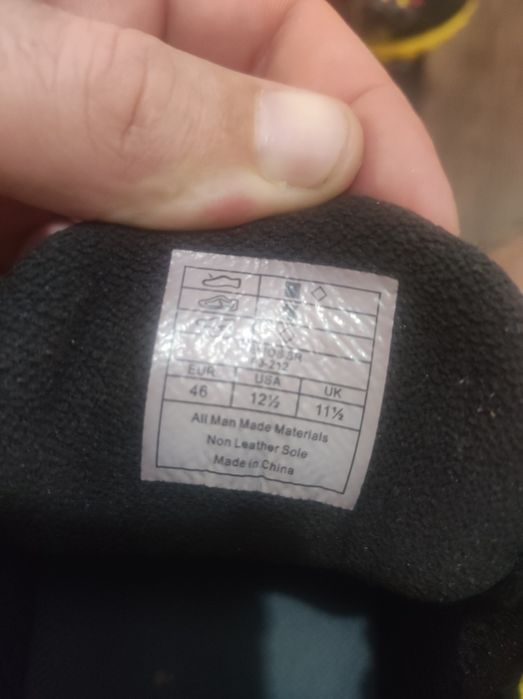 EUR USA UK
46 12½ 11½
All Man Made Materials
Non Leather Sole
Made in China